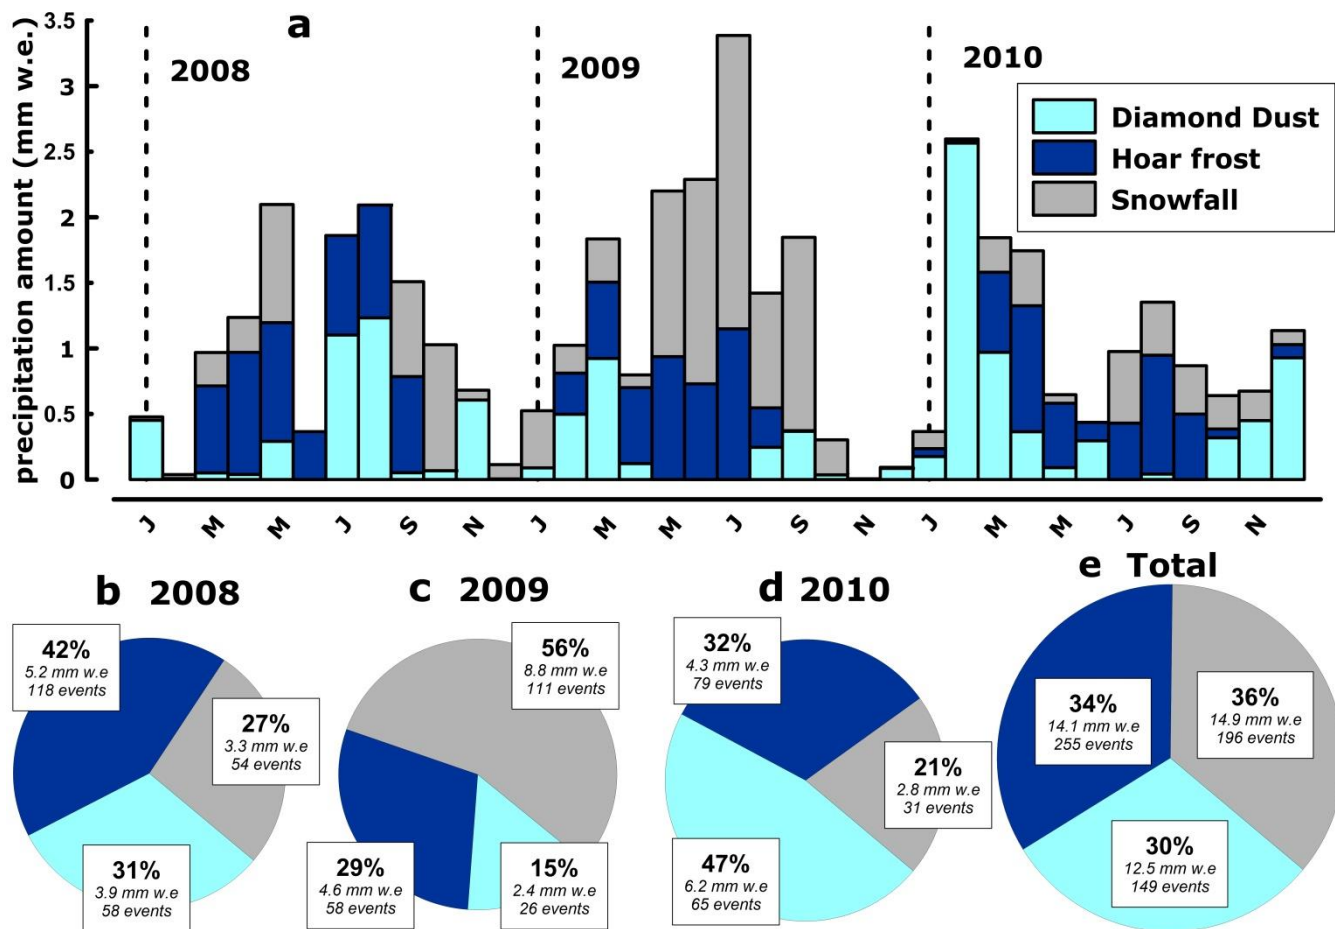 a
2008
2009
2010
Diamond Dust
Hoar frost
Snowfall
precipitation amount (mm w.e.)
3.5
3
2.5
2
1.5
1
0.5
0
J M M J S N J M M J S N J M M J S N
b 2008
42%
5.2 mm w.e
118 events
27%
3.3 mm w.e
54 events
31%
3.9 mm w.e
58 events
c 2009
56%
8.8 mm w.e
111 events
29%
4.6 mm w.e
58 events
15%
2.4 mm w.e
26 events
d 2010
32%
4.3 mm w.e
79 events
21%
2.8 mm w.e
31 events
47%
6.2 mm w.e
65 events
e Total
34%
14.1 mm w.e
255 events
36%
14.9 mm w.e
196 events
30%
12.5 mm w.e
149 events